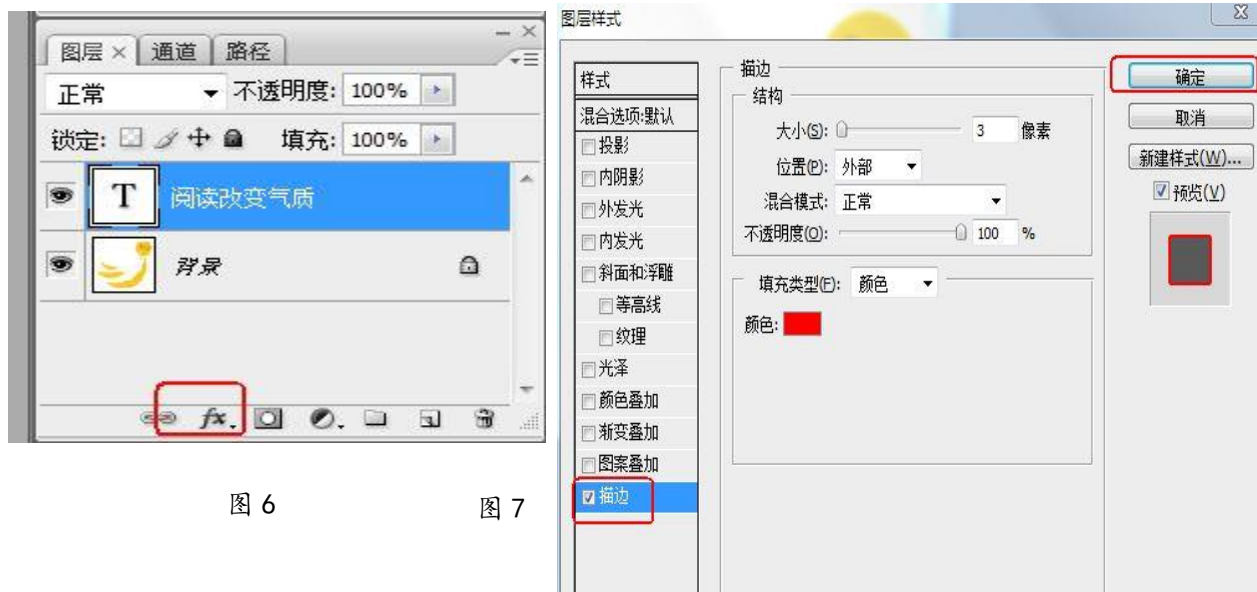 图层 × 通道 路径
正常 不透明度: 100%
锁定: 填充: 100%
T 阅读改变气质
背景
fx.
图 6
图 7
图层样式
样式
混合选项:默认
投影
内阴影
外发光
内发光
斜面和浮雕
等高线
纹理
光泽
颜色叠加
渐变叠加
图案叠加
描边
描边
结构
大小(S): 3 像素
位置(P): 外部
混合模式: 正常
不透明度(O): 100 %
填充类型(F): 颜色
颜色:
确定
取消
新建样式(W)...
预览(V)